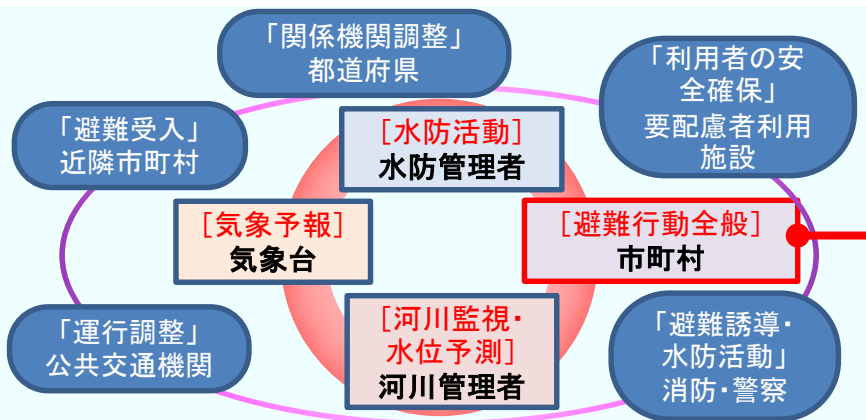 「関係機関調整」
都道府県
「利用者の安
全確保」
要配慮者利用
施設
「避難受入」
近隣市町村
[水防活動]
水防管理者
[気象予報]
気象台
[避難行動全般]
市町村
[河川監視・
水位予測]
河川管理者
「運行調整」
公共交通機関
「避難誘導・
水防活動」
消防・警察